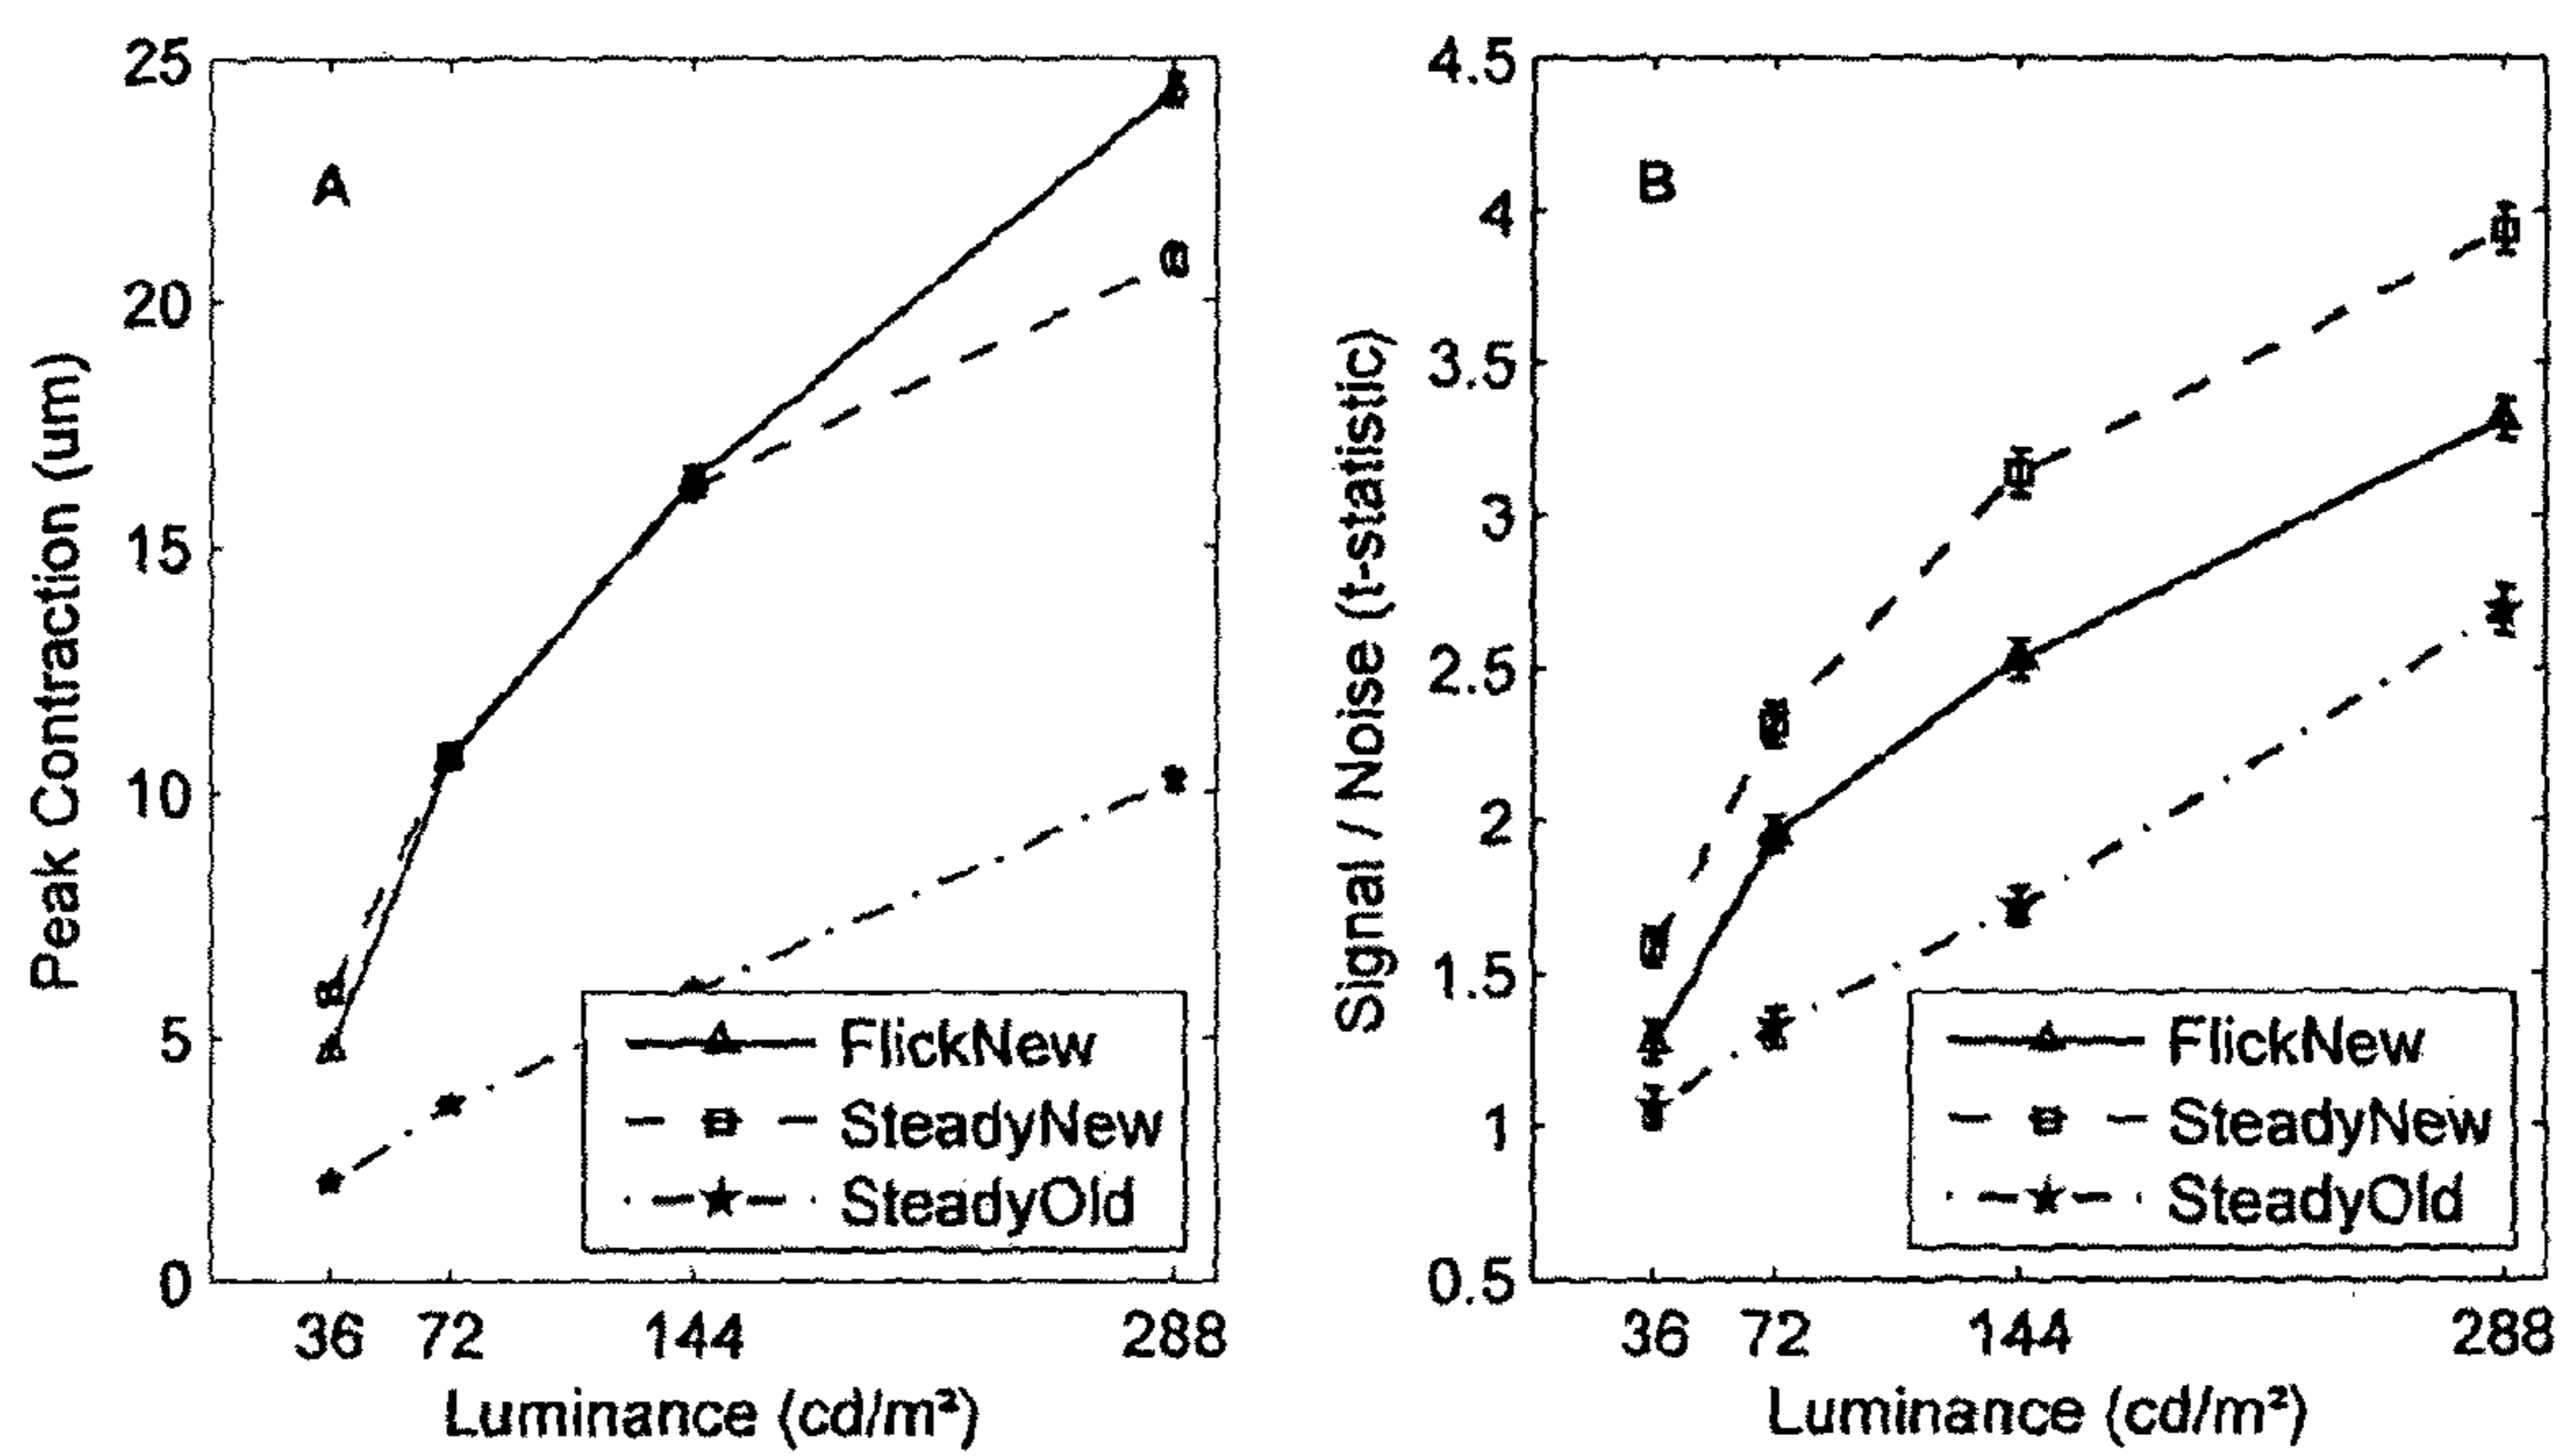 A
Peak Contraction (um)
25
20
15
10
5
0
36 72 144 288
Luminance (cd/m²)
FlickNew
SteadyNew
SteadyOld
B
Signal / Noise (t-statistic)
4.5
4
3.5
3
2.5
2
1.5
1
0.5
36 72 144 288
Luminance (cd/m²)
FlickNew
SteadyNew
SteadyOld